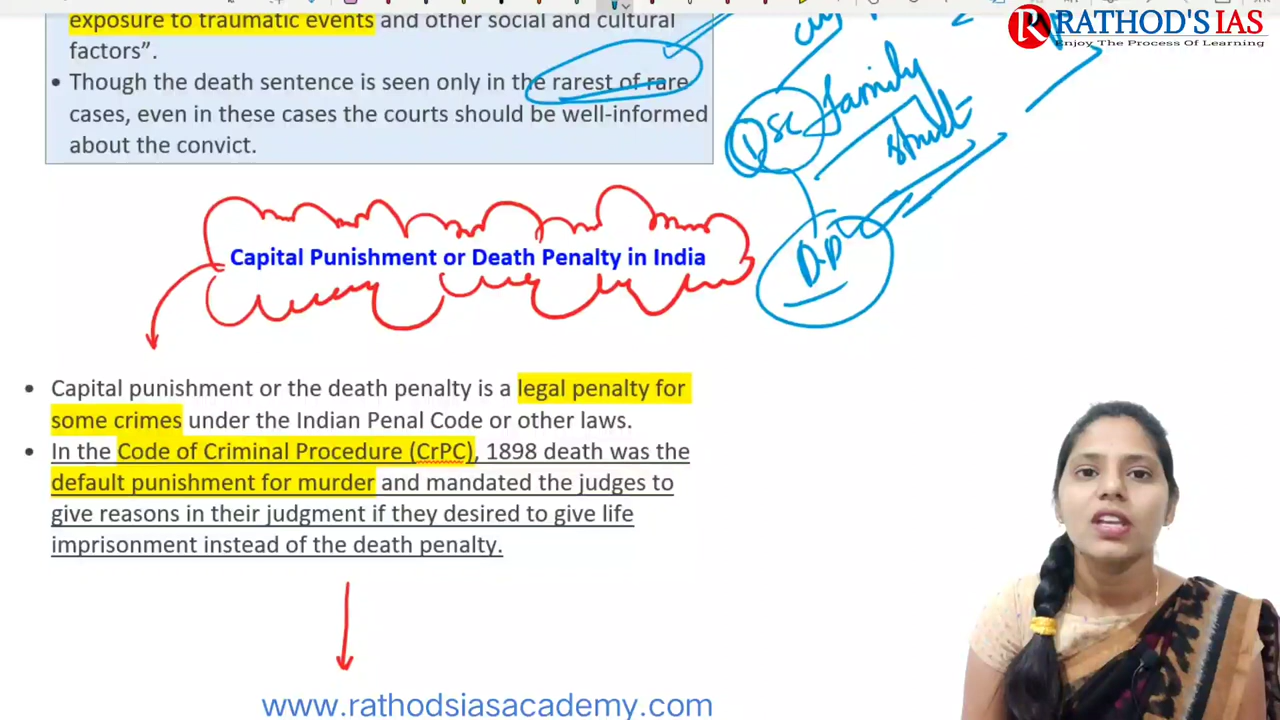 exposure to traumatic events and other social and cultural
factors”.
• Though the death sentence is seen only in the rarest of rare
cases, even in these cases the courts should be well-informed
about the convict.
RATHOD'S IAS
Enjoy The Process Of Learning
SC family
struct
D.P
Capital Punishment or Death Penalty in India
• Capital punishment or the death penalty is a legal penalty for
some crimes under the Indian Penal Code or other laws.
• In the Code of Criminal Procedure (CrPC), 1898 death was the
default punishment for murder and mandated the judges to
give reasons in their judgment if they desired to give life
imprisonment instead of the death penalty.
www.rathodsiasacademy.com